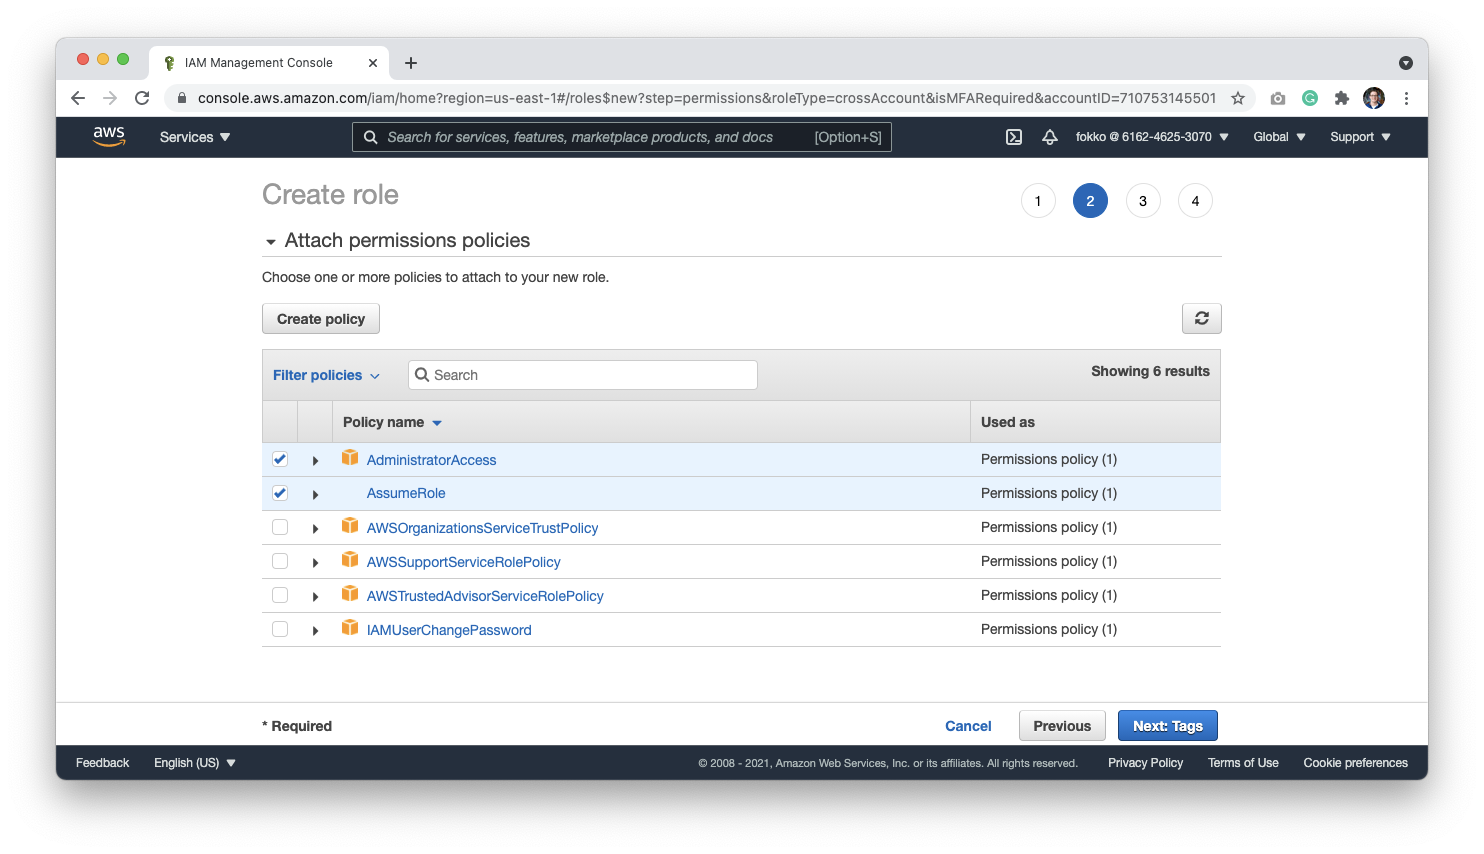 IAM Management Console
console.aws.amazon.com/iam/home?region=us-east-1#/roles$new?step=permissions&roleType=crossAccount&isMFARequired&accountID=710753145501
aws Services Search for services, features, marketplace products, and docs [Option+S] fokko @ 6162-4625-3070 Global Support
Create role 1 2 3 4
Attach permissions policies
Choose one or more policies to attach to your new role.
Create policy
Filter policies Search Showing 6 results
Policy name Used as
AdministratorAccess Permissions policy (1)
AssumeRole Permissions policy (1)
AWSOrganizationsServiceTrustPolicy Permissions policy (1)
AWSSupportServiceRolePolicy Permissions policy (1)
AWSTrustedAdvisorServiceRolePolicy Permissions policy (1)
IAMUserChangePassword Permissions policy (1)
* Required Cancel Previous Next: Tags
Feedback English (US) © 2008 - 2021, Amazon Web Services, Inc. or its affiliates. All rights reserved. Privacy Policy Terms of Use Cookie preferences